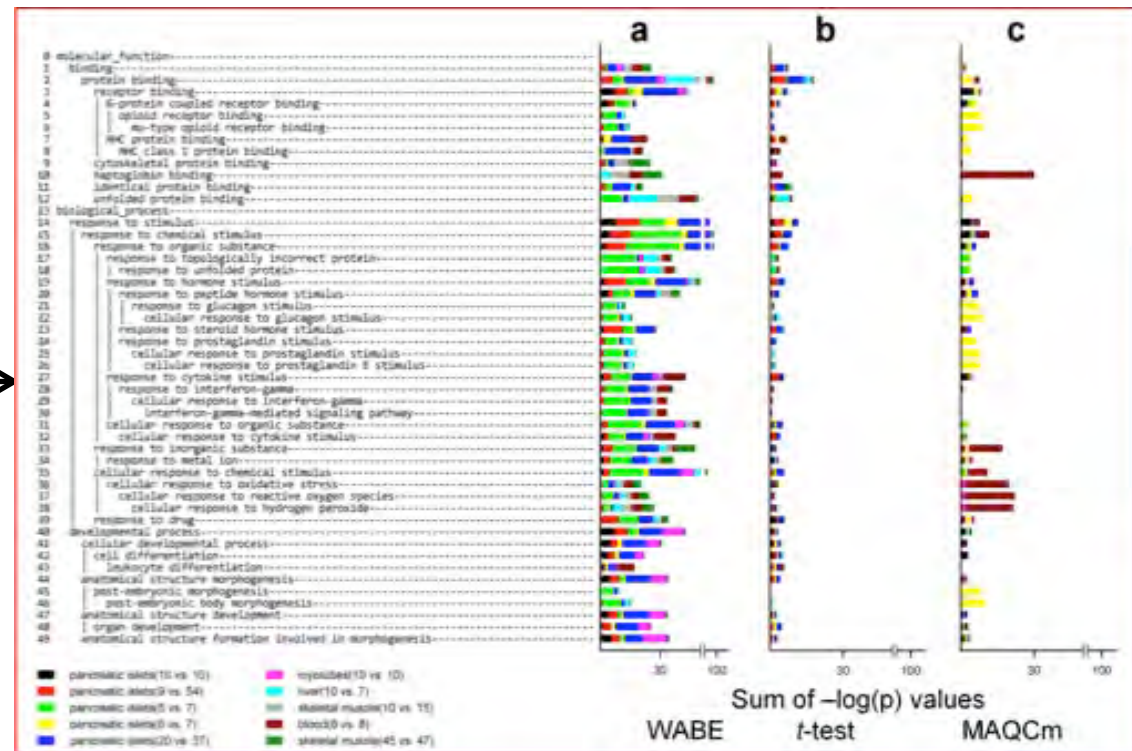 a b c
0 molecular_function
1 binding
2 protein binding
3 receptor binding
4 G-protein coupled receptor binding
5 opioid receptor binding
6 mu-type opioid receptor binding
7 MHC protein binding
8 MHC class I protein binding
9 cytoskeletal protein binding
10 haptoglobin binding
11 identical protein binding
12 unfolded protein binding
13 biological_process
14 response to stimulus
15 response to chemical stimulus
16 response to organic substance
17 response to topologically incorrect protein
18 response to unfolded protein
19 response to hormone stimulus
20 response to peptide hormone stimulus
21 response to glucagon stimulus
22 cellular response to glucagon stimulus
23 response to steroid hormone stimulus
24 response to prostaglandin stimulus
25 cellular response to prostaglandin stimulus
26 cellular response to prostaglandin E stimulus
27 response to cytokine stimulus
28 response to interferon-gamma
29 cellular response to interferon-gamma
30 interferon-gamma-mediated signaling pathway
31 cellular response to organic substance
32 cellular response to cytokine stimulus
33 response to inorganic substance
34 response to metal ion
35 cellular response to chemical stimulus
36 cellular response to oxidative stress
37 cellular response to reactive oxygen species
38 cellular response to hydrogen peroxide
39 response to drug
40 developmental process
41 cellular developmental process
42 cell differentiation
43 leukocyte differentiation
44 anatomical structure morphogenesis
45 post-embryonic morphogenesis
46 post-embryonic body morphogenesis
47 anatomical structure development
48 organ development
49 anatomical structure formation involved in morphogenesis
30 100 30 100 30 100
pancreatic islets(10 vs. 10) myotubes(10 vs. 10)
pancreatic islets(9 vs. 54) liver(10 vs. 7)
pancreatic islets(5 vs. 7) skeletal muscle(10 vs. 15)
pancreatic islets(6 vs. 7) blood(8 vs. 8)
pancreatic islets(20 vs. 37) skeletal muscle(45 vs. 47)
Sum of –log(p) values
WABE t-test MAQCm